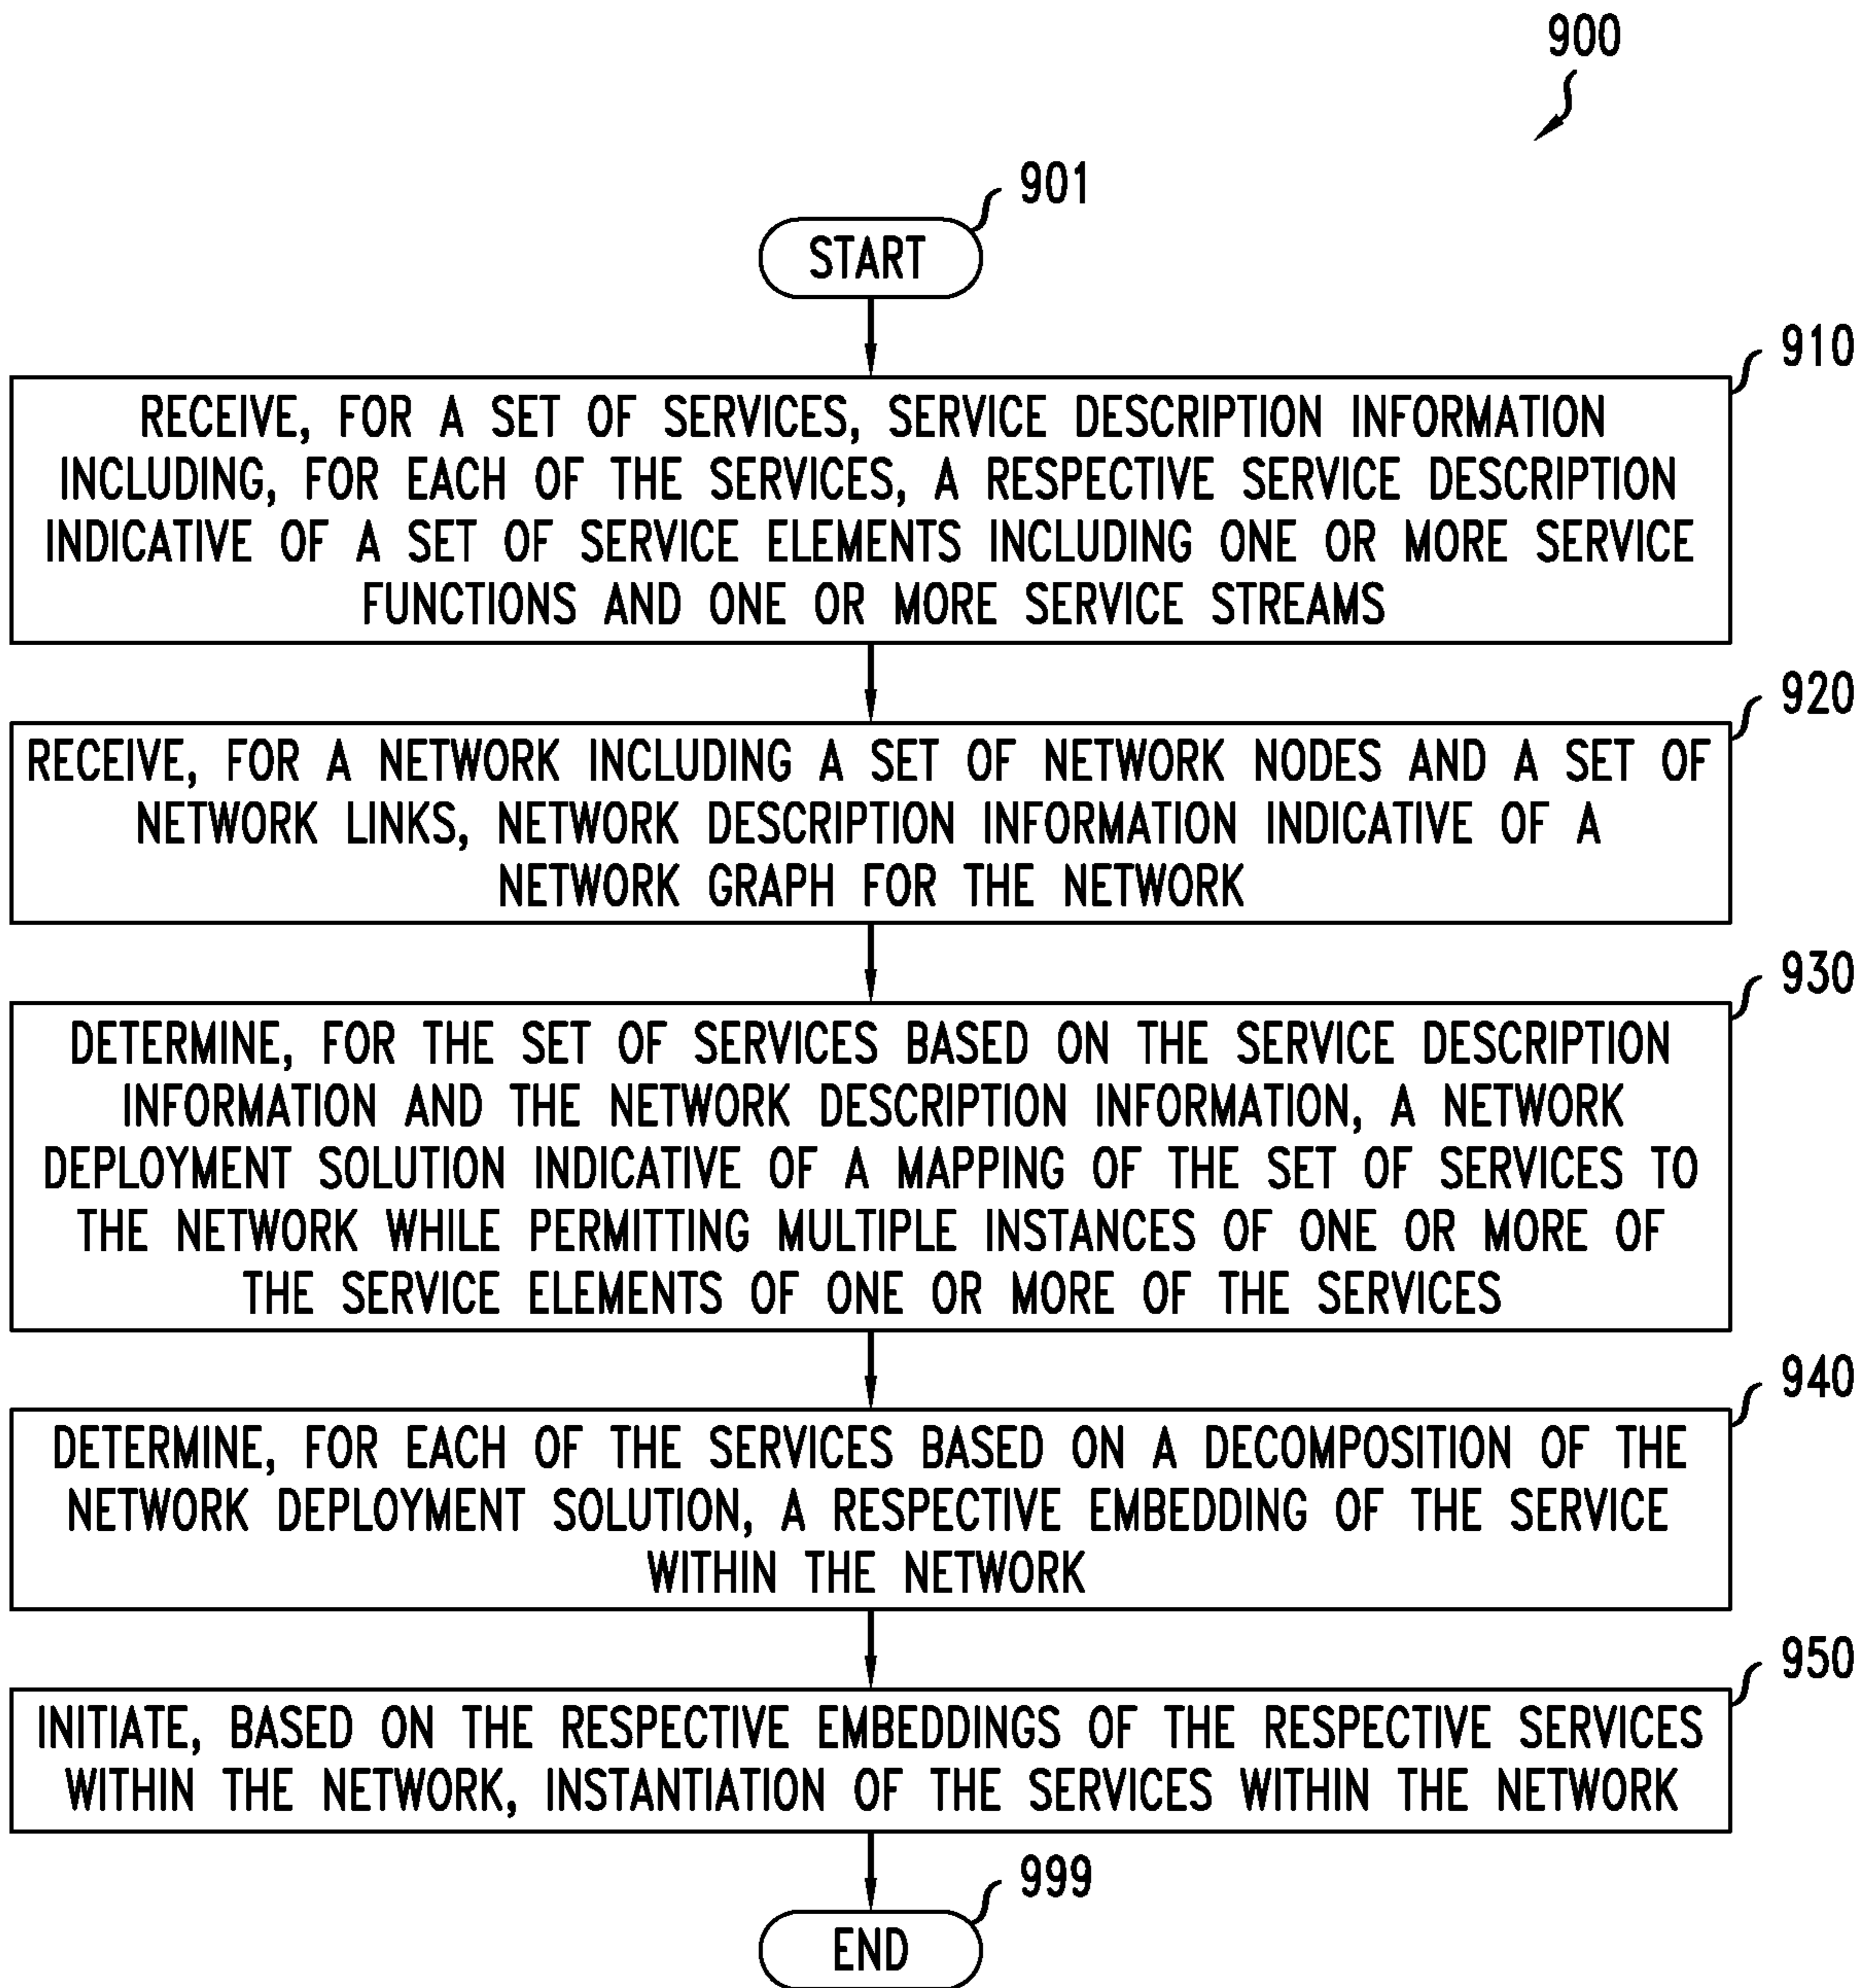 900
901
START
910
RECEIVE, FOR A SET OF SERVICES, SERVICE DESCRIPTION INFORMATION
INCLUDING, FOR EACH OF THE SERVICES, A RESPECTIVE SERVICE DESCRIPTION
INDICATIVE OF A SET OF SERVICE ELEMENTS INCLUDING ONE OR MORE SERVICE
FUNCTIONS AND ONE OR MORE SERVICE STREAMS
920
RECEIVE, FOR A NETWORK INCLUDING A SET OF NETWORK NODES AND A SET OF
NETWORK LINKS, NETWORK DESCRIPTION INFORMATION INDICATIVE OF A
NETWORK GRAPH FOR THE NETWORK
930
DETERMINE, FOR THE SET OF SERVICES BASED ON THE SERVICE DESCRIPTION
INFORMATION AND THE NETWORK DESCRIPTION INFORMATION, A NETWORK
DEPLOYMENT SOLUTION INDICATIVE OF A MAPPING OF THE SET OF SERVICES TO
THE NETWORK WHILE PERMITTING MULTIPLE INSTANCES OF ONE OR MORE OF
THE SERVICE ELEMENTS OF ONE OR MORE OF THE SERVICES
940
DETERMINE, FOR EACH OF THE SERVICES BASED ON A DECOMPOSITION OF THE
NETWORK DEPLOYMENT SOLUTION, A RESPECTIVE EMBEDDING OF THE SERVICE
WITHIN THE NETWORK
950
INITIATE, BASED ON THE RESPECTIVE EMBEDDINGS OF THE RESPECTIVE SERVICES
WITHIN THE NETWORK, INSTANTIATION OF THE SERVICES WITHIN THE NETWORK
999
END